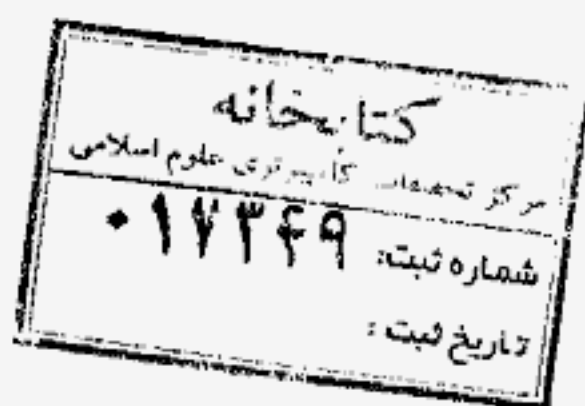 کتابخانه
مرکز تحقیقات کامپیوتری علوم اسلامی
شماره ثبت: ۰۱۷۳۴۹
تاریخ ثبت :